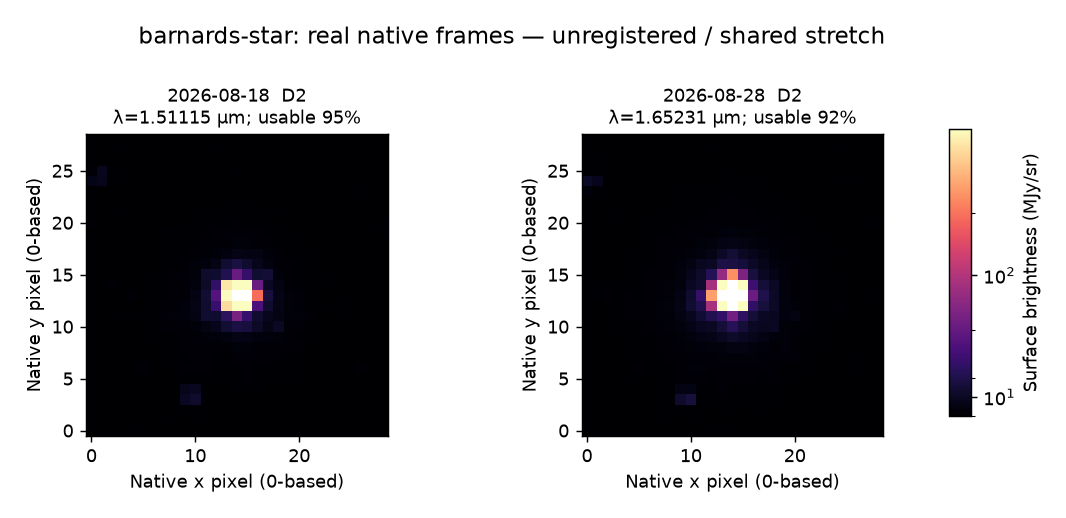 barnards-star: real native frames — unregistered / shared stretch
2026-08-18  D2
λ=1.51115 μm; usable 95%
2026-08-28  D2
λ=1.65231 μm; usable 92%
Native y pixel (0-based)
25
20
15
10
5
0
0
10
20
Native x pixel (0-based)
Native y pixel (0-based)
25
20
15
10
5
0
0
10
20
Native x pixel (0-based)
10²
10¹
Surface brightness (MJy/sr)